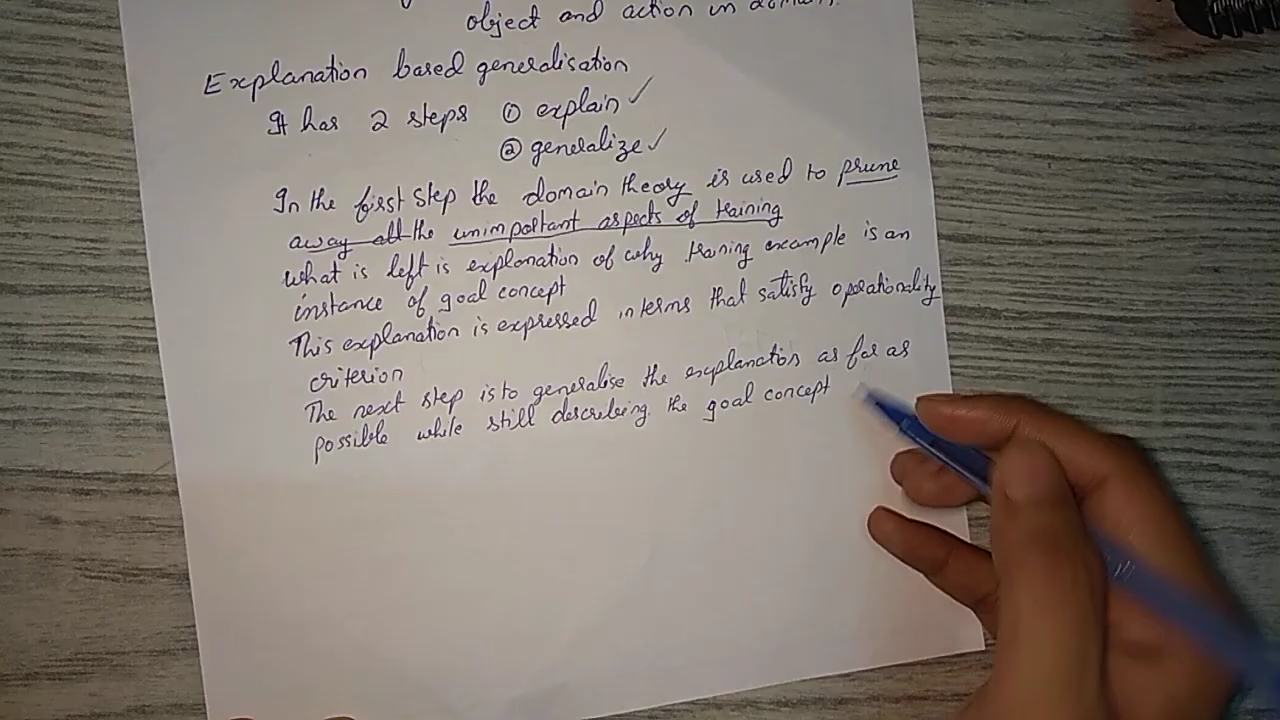 object and action in domain.
Explanation based generalisation
It has 2 steps ① explain ✓
② generalize ✓
In the first step the domain theory is used to prune
away all the unimportant aspects of training
what is left is explanation of why training example is an
instance of goal concept
This explanation is expressed in terms that satisfy operationality
criterion
The next step is to generalise the explanation as far as
possible while still describing the goal concept